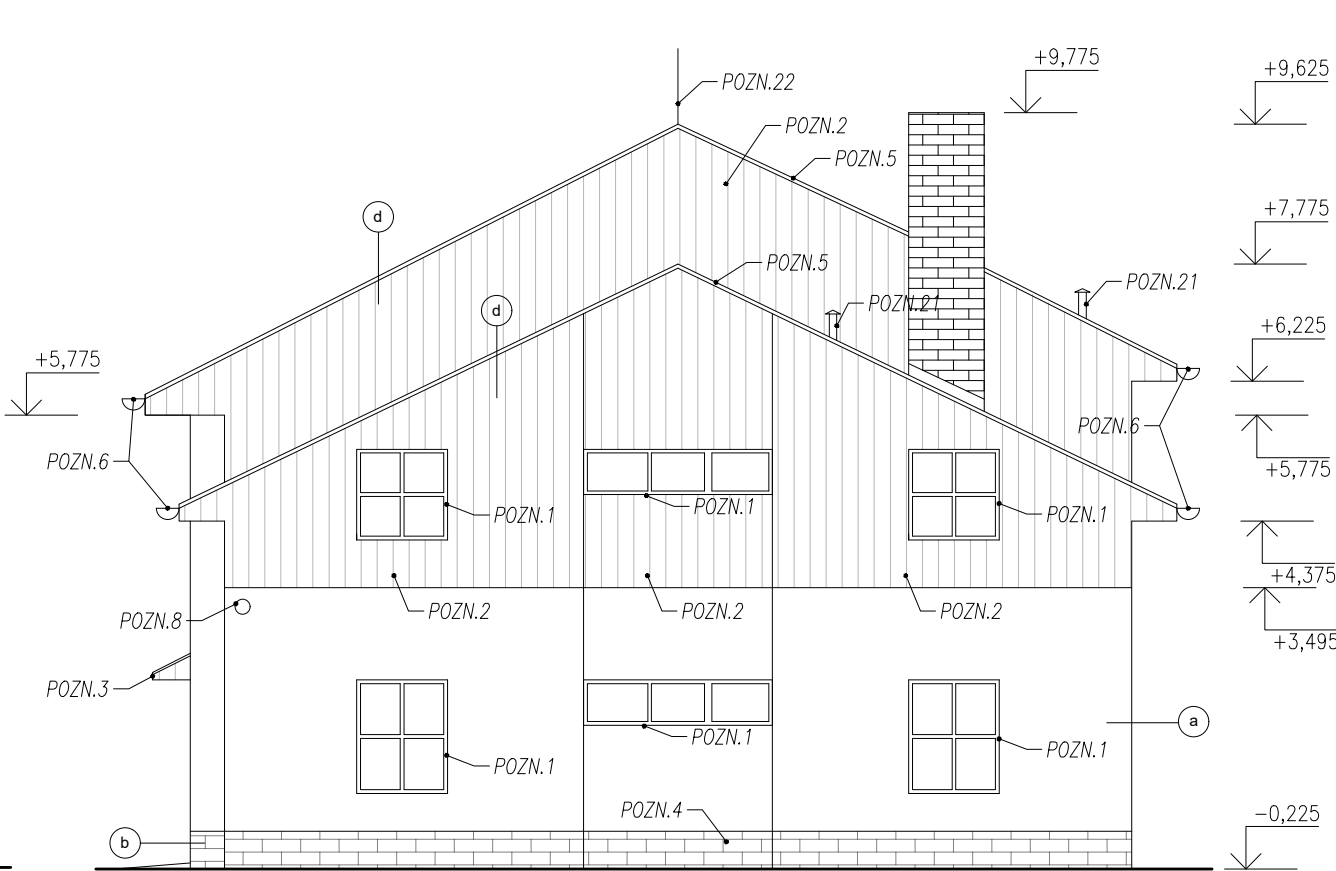 +9,775
+9,625
POZN.22
POZN.2
POZN.5
d
+7,775
POZN.5
POZN.21
POZN.21
d
+6,225
+5,775
POZN.6
POZN.6
+5,775
POZN.1
POZN.1
POZN.1
+4,375
POZN.2
POZN.2
POZN.2
POZN.8
+3,495
POZN.3
a
POZN.1
POZN.1
POZN.1
POZN.4
-0,225
b